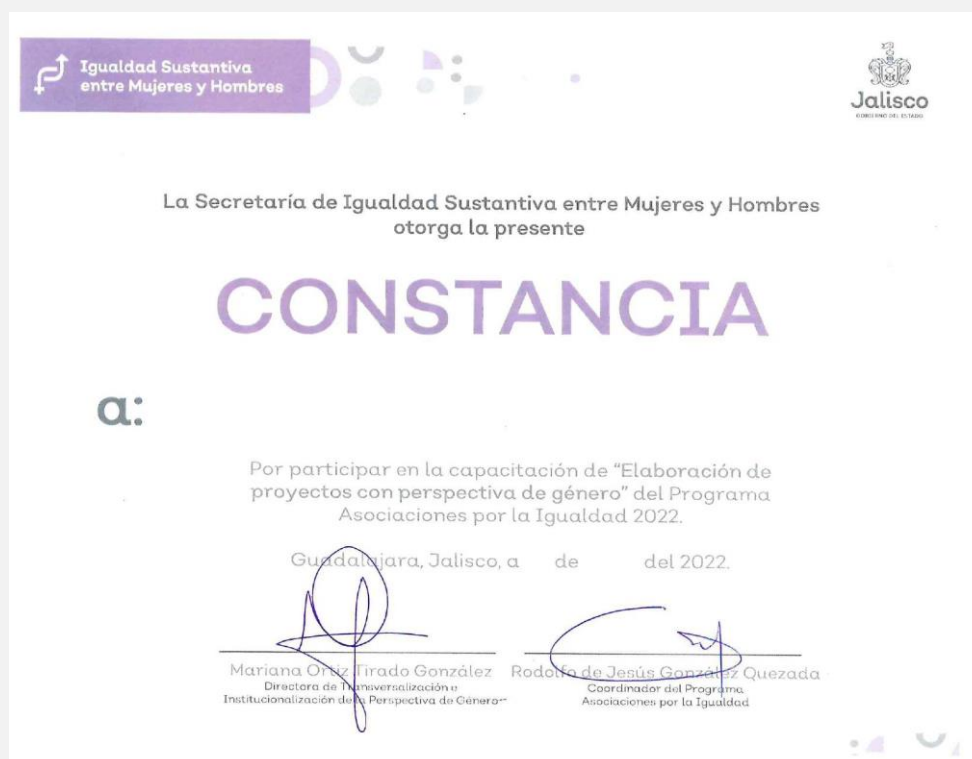 Igualdad Sustantiva
entre Mujeres y Hombres
Jalisco
GOBIERNO DEL ESTADO
La Secretaría de Igualdad Sustantiva entre Mujeres y Hombres
otorga la presente
CONSTANCIA
a:
Por participar en la capacitación de “Elaboración de
proyectos con perspectiva de género” del Programa
Asociaciones por la Igualdad 2022.
Guadalajara, Jalisco, a de del 2022.
Mariana Ortiz Tirado González Rodolfo de Jesús González Quezada
Directora de Transversalización e Coordinador del Programa
Institucionalización de la Perspectiva de Género Asociaciones por la Igualdad